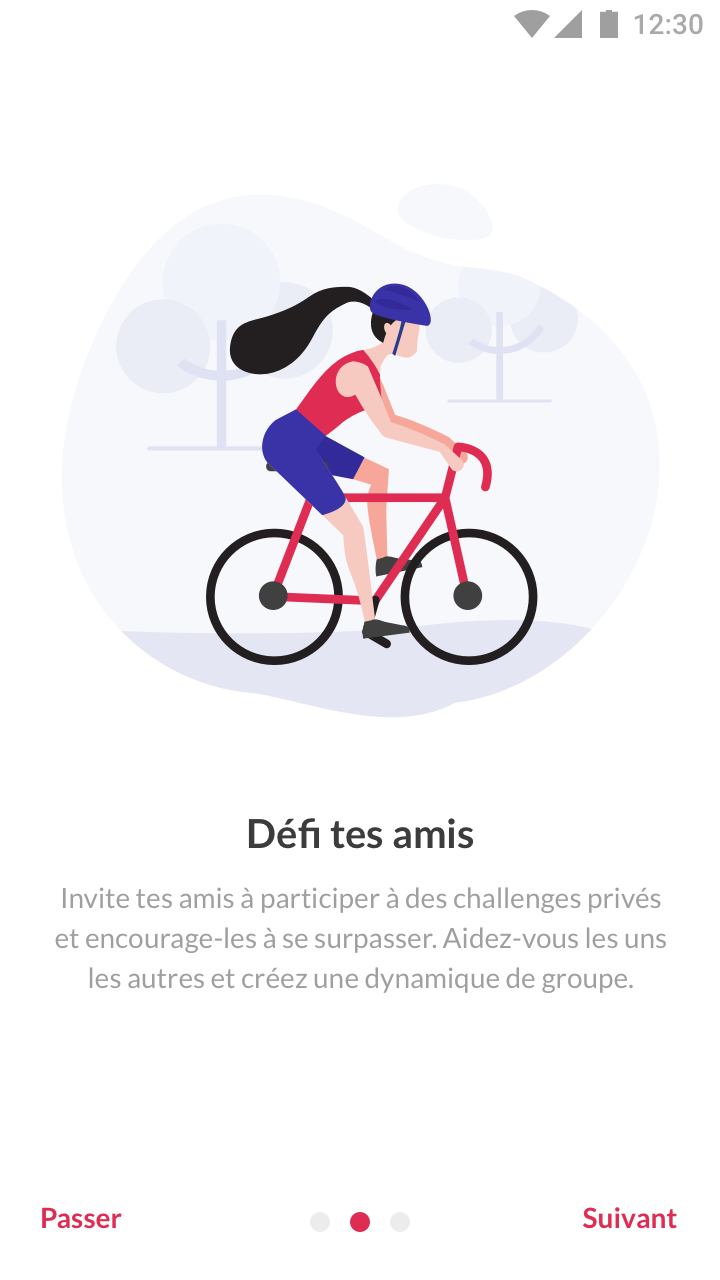 12:30
Défi tes amis
Invite tes amis à participer à des challenges privés
et encourage-les à se surpasser. Aidez-vous les uns
les autres et créez une dynamique de groupe.
Passer
Suivant